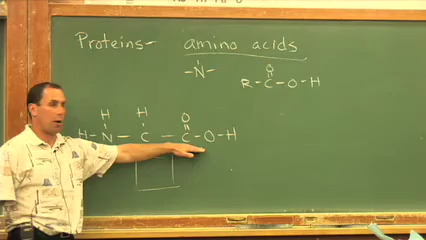 Proteins- amino acids
-N-
O
R-C-O-H
H H O
H-N-C-C-O-H